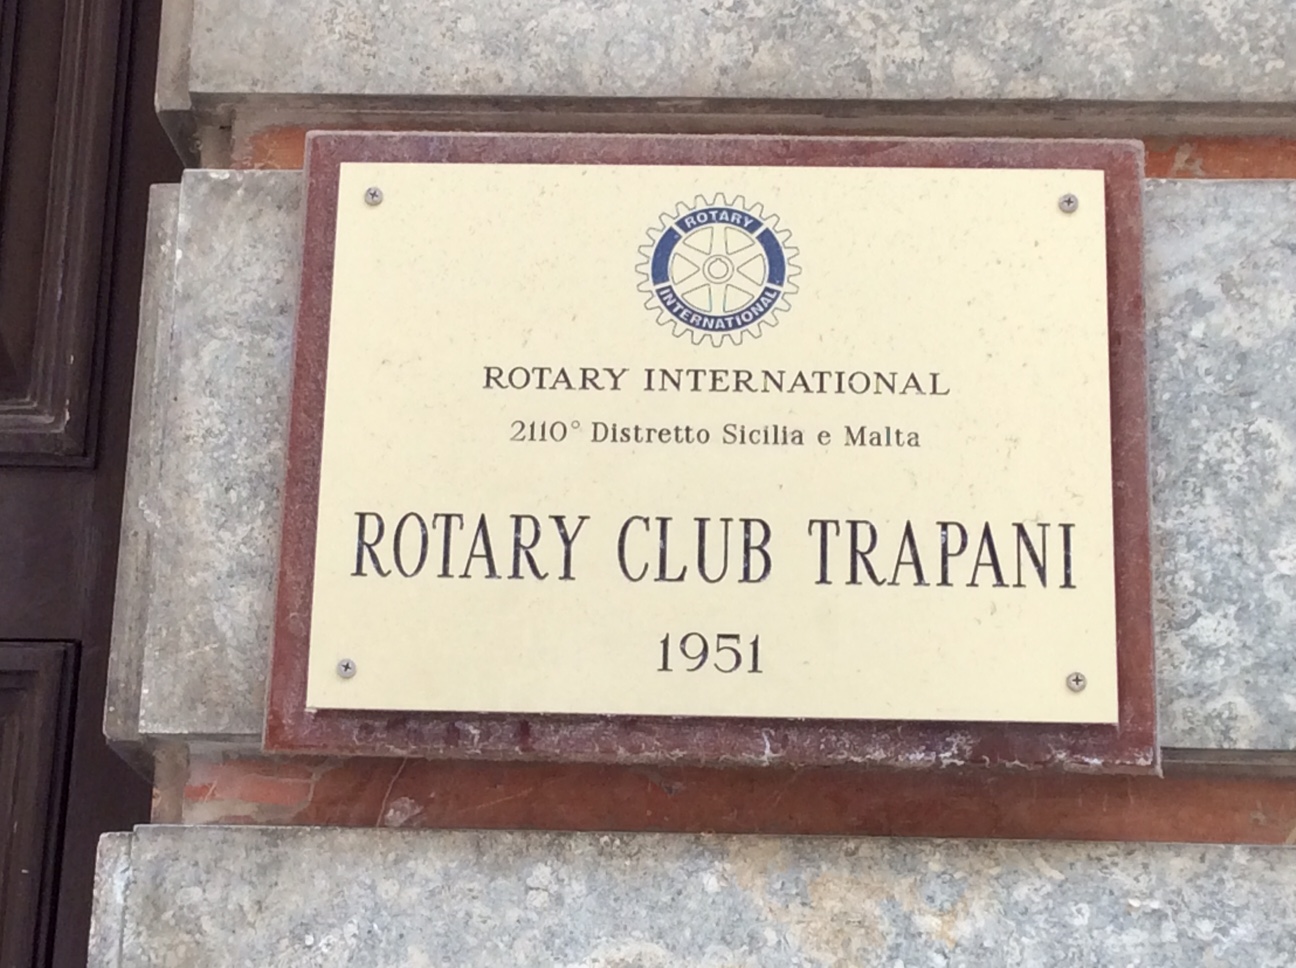 ROTARY
INTERNATIONAL
ROTARY INTERNATIONAL
2110° Distretto Sicilia e Malta
ROTARY CLUB TRAPANI
1951